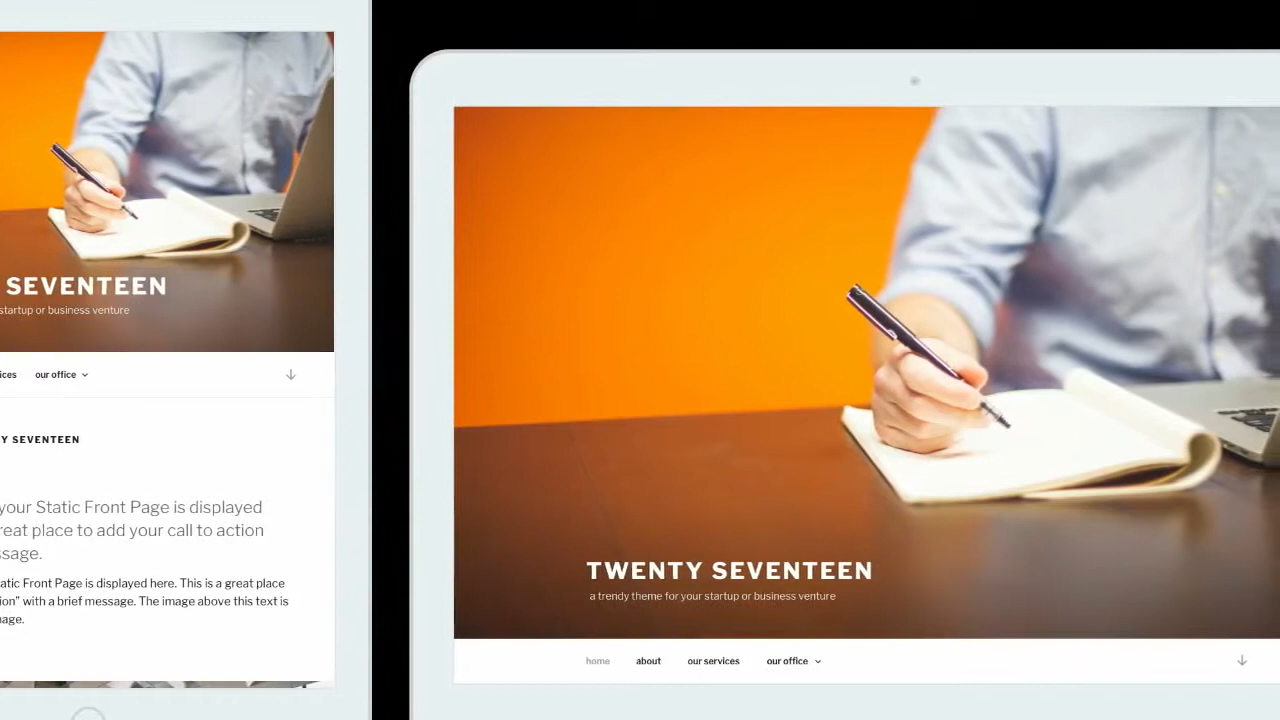 SEVENTEEN
startup or business venture
ices our office
Y SEVENTEEN
your Static Front Page is displayed
reat place to add your call to action
ssage.
atic Front Page is displayed here. This is a great place
ion" with a brief message. The image above this text is
nage.
TWENTY SEVENTEEN
a trendy theme for your startup or business venture
home about our services our office